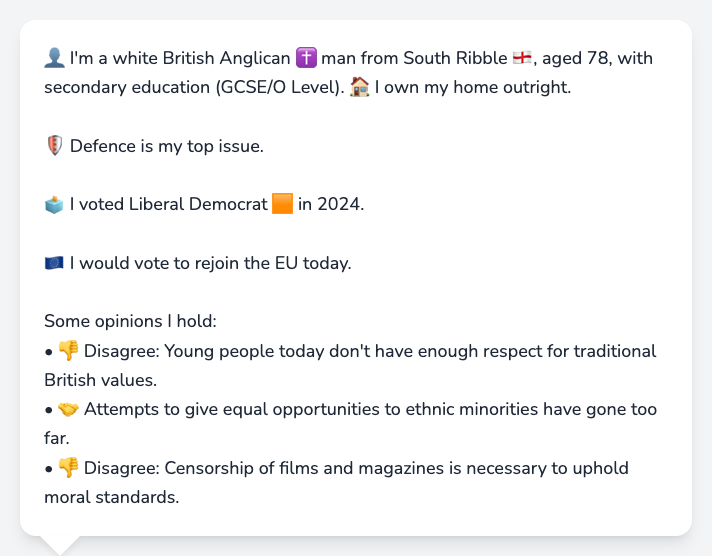 👤 I'm a white British Anglican ✝️ man from South Ribble 🏴󠁧󠁢󠁥󠁮󠁧󠁿, aged 78, with
secondary education (GCSE/O Level). 🏠 I own my home outright.
🛡️ Defence is my top issue.
🗳️ I voted Liberal Democrat 🟧 in 2024.
🇪🇺 I would vote to rejoin the EU today.
Some opinions I hold:
• 👎 Disagree: Young people today don't have enough respect for traditional
British values.
• 🤝 Attempts to give equal opportunities to ethnic minorities have gone too
far.
• 👎 Disagree: Censorship of films and magazines is necessary to uphold
moral standards.